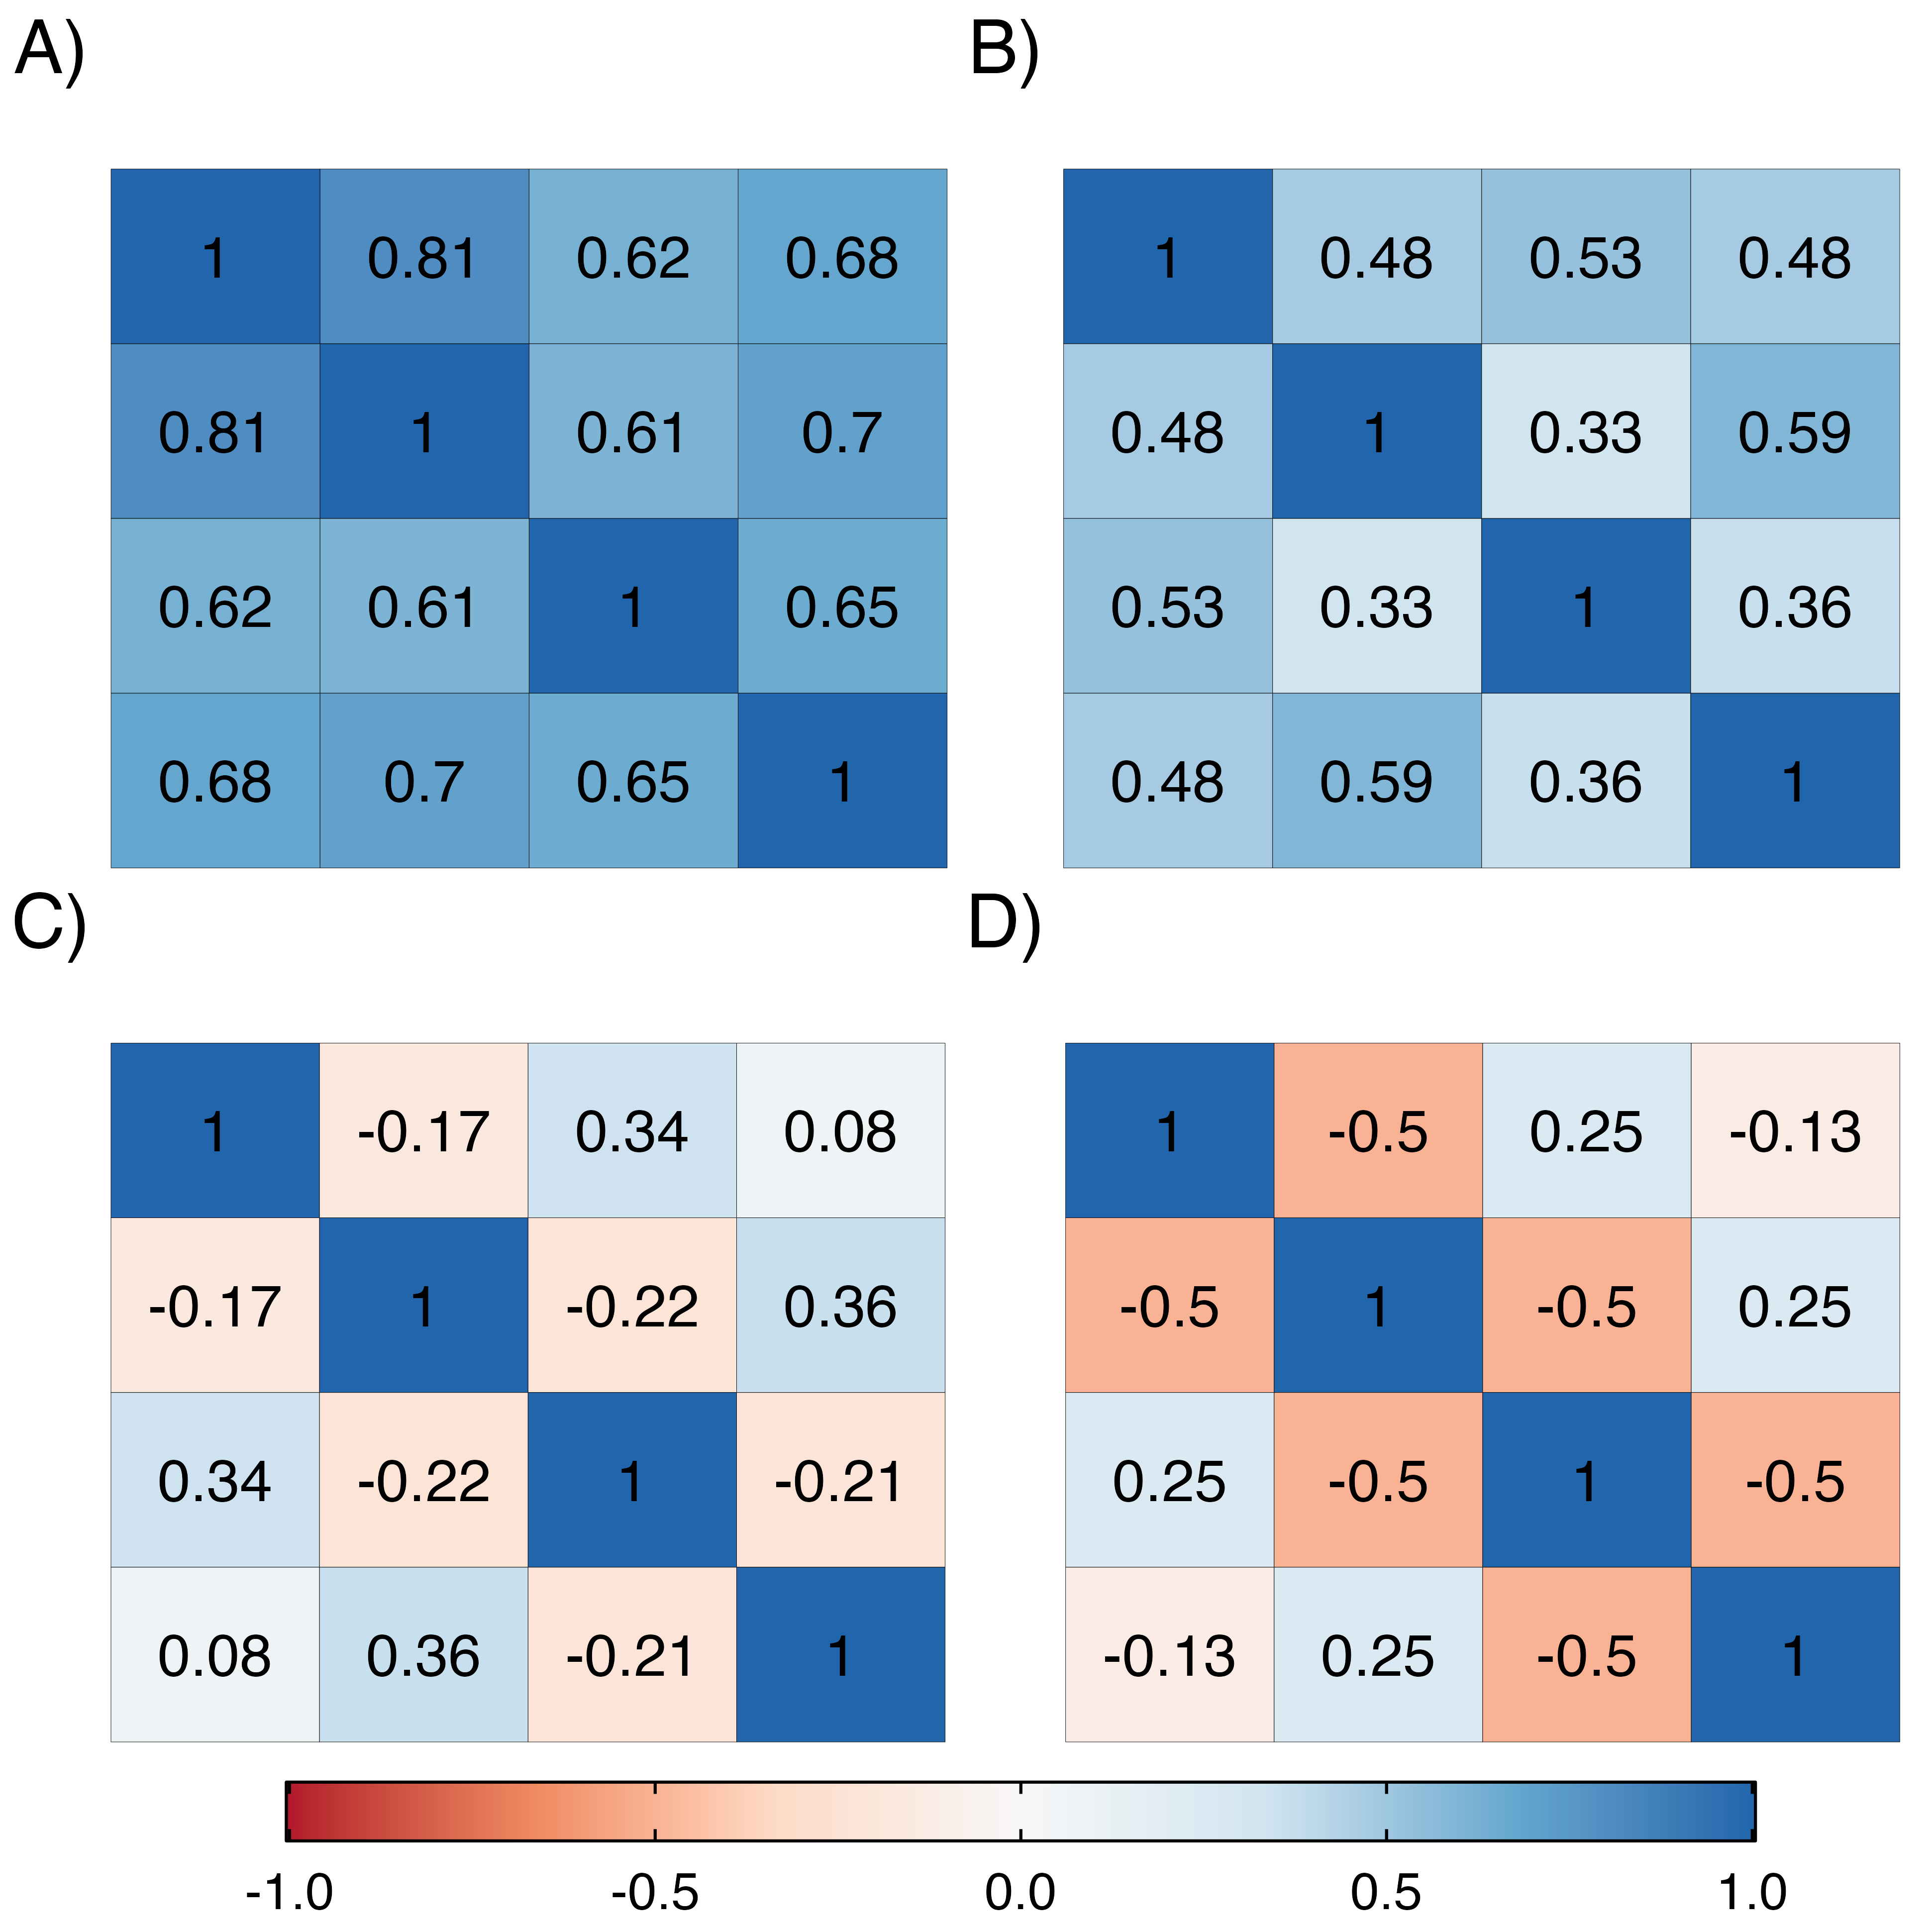 A)
1 0.81 0.62 0.68
0.81 1 0.61 0.7
0.62 0.61 1 0.65
0.68 0.7 0.65 1
B)
1 0.48 0.53 0.48
0.48 1 0.33 0.59
0.53 0.33 1 0.36
0.48 0.59 0.36 1
C)
1 -0.17 0.34 0.08
-0.17 1 -0.22 0.36
0.34 -0.22 1 -0.21
0.08 0.36 -0.21 1
D)
1 -0.5 0.25 -0.13
-0.5 1 -0.5 0.25
0.25 -0.5 1 -0.5
-0.13 0.25 -0.5 1
-1.0 -0.5 0.0 0.5 1.0